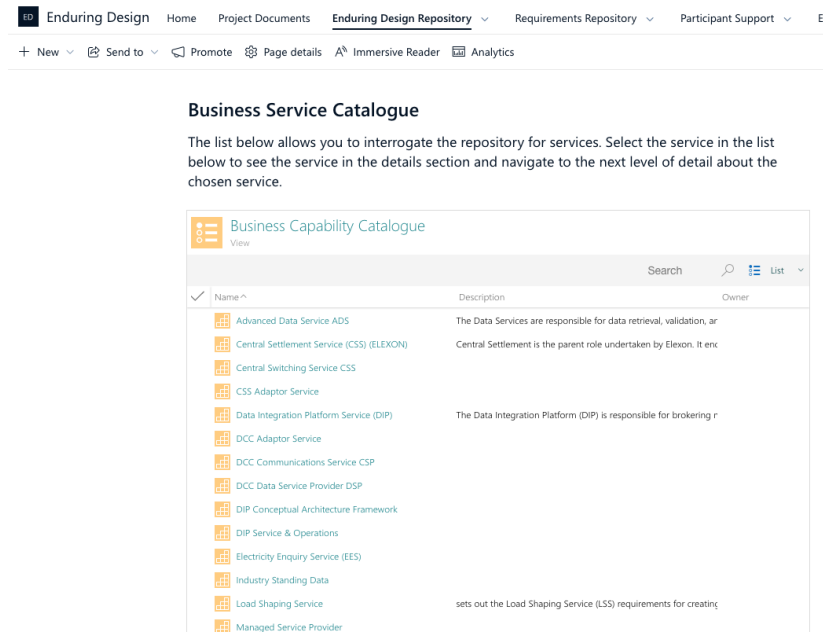 ED Enduring Design Home Project Documents Enduring Design Repository Requirements Repository Participant Support E
New Send to Promote Page details Immersive Reader Analytics
Business Service Catalogue
The list below allows you to interrogate the repository for services. Select the service in the list
below to see the service in the details section and navigate to the next level of detail about the
chosen service.
Business Capability Catalogue
View
Search List
Name Description Owner
Advanced Data Service ADS The Data Services are responsible for data retrieval, validation, ar
Central Settlement Service (CSS) (ELEXON) Central Settlement is the parent role undertaken by Elexon. It enc
Central Switching Service CSS
CSS Adaptor Service
Data Integration Platform Service (DIP) The Data Integration Platform (DIP) is responsible for brokering r
DCC Adaptor Service
DCC Communications Service CSP
DCC Data Service Provider DSP
DIP Conceptual Architecture Framework
DIP Service & Operations
Electricity Enquiry Service (EES)
Industry Standing Data
Load Shaping Service sets out the Load Shaping Service (LSS) requirements for creating
Managed Service Provider